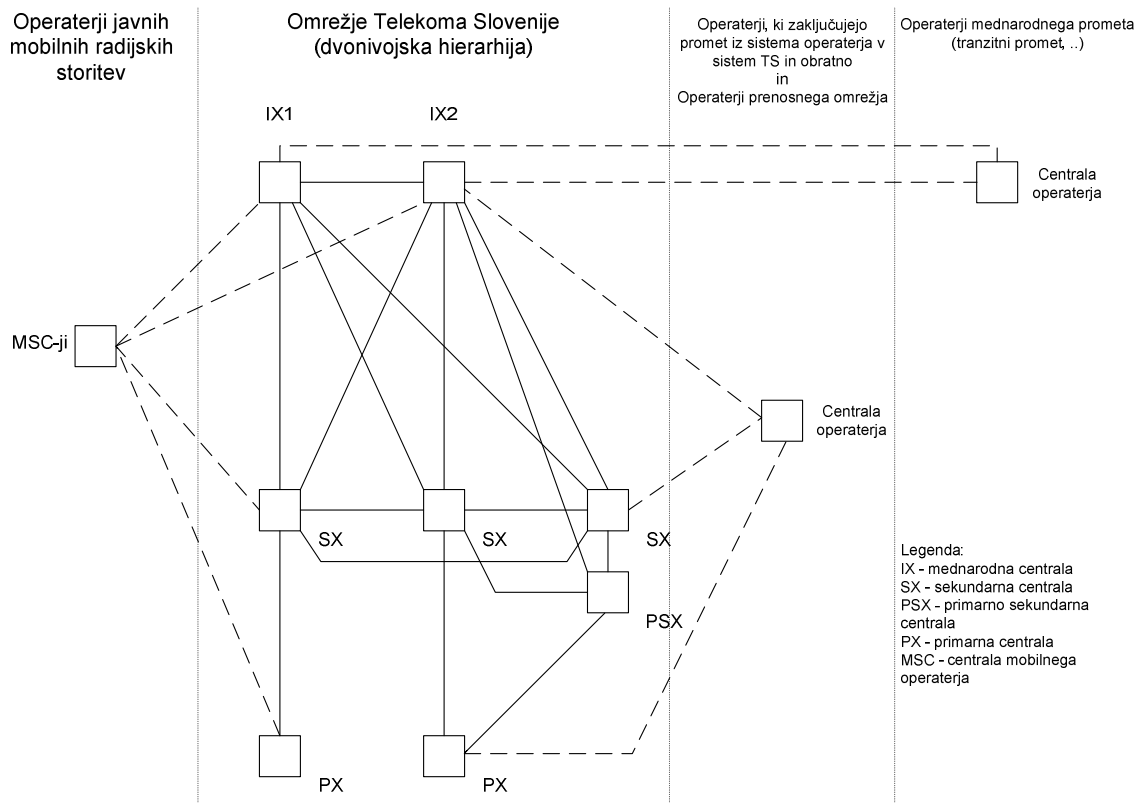 Operaterji javnih
mobilnih radijskih
storitev
Omrežje Telekoma Slovenije
(dvonivojska hierarhija)
Operaterji, ki zaključujejo
promet iz sistema operaterja v
sistem TS in obratno
in
Operaterji prenosnega omrežja
Operaterji mednarodnega prometa
(tranzitni promet, ..)
IX1
IX2
Centrala
operaterja
MSC-ji
Centrala
operaterja
SX
SX
SX
PSX
PX
PX
Legenda:
IX - mednarodna centrala
SX - sekundarna centrala
PSX - primarno sekundarna
centrala
PX - primarna centrala
MSC - centrala mobilnega
operaterja